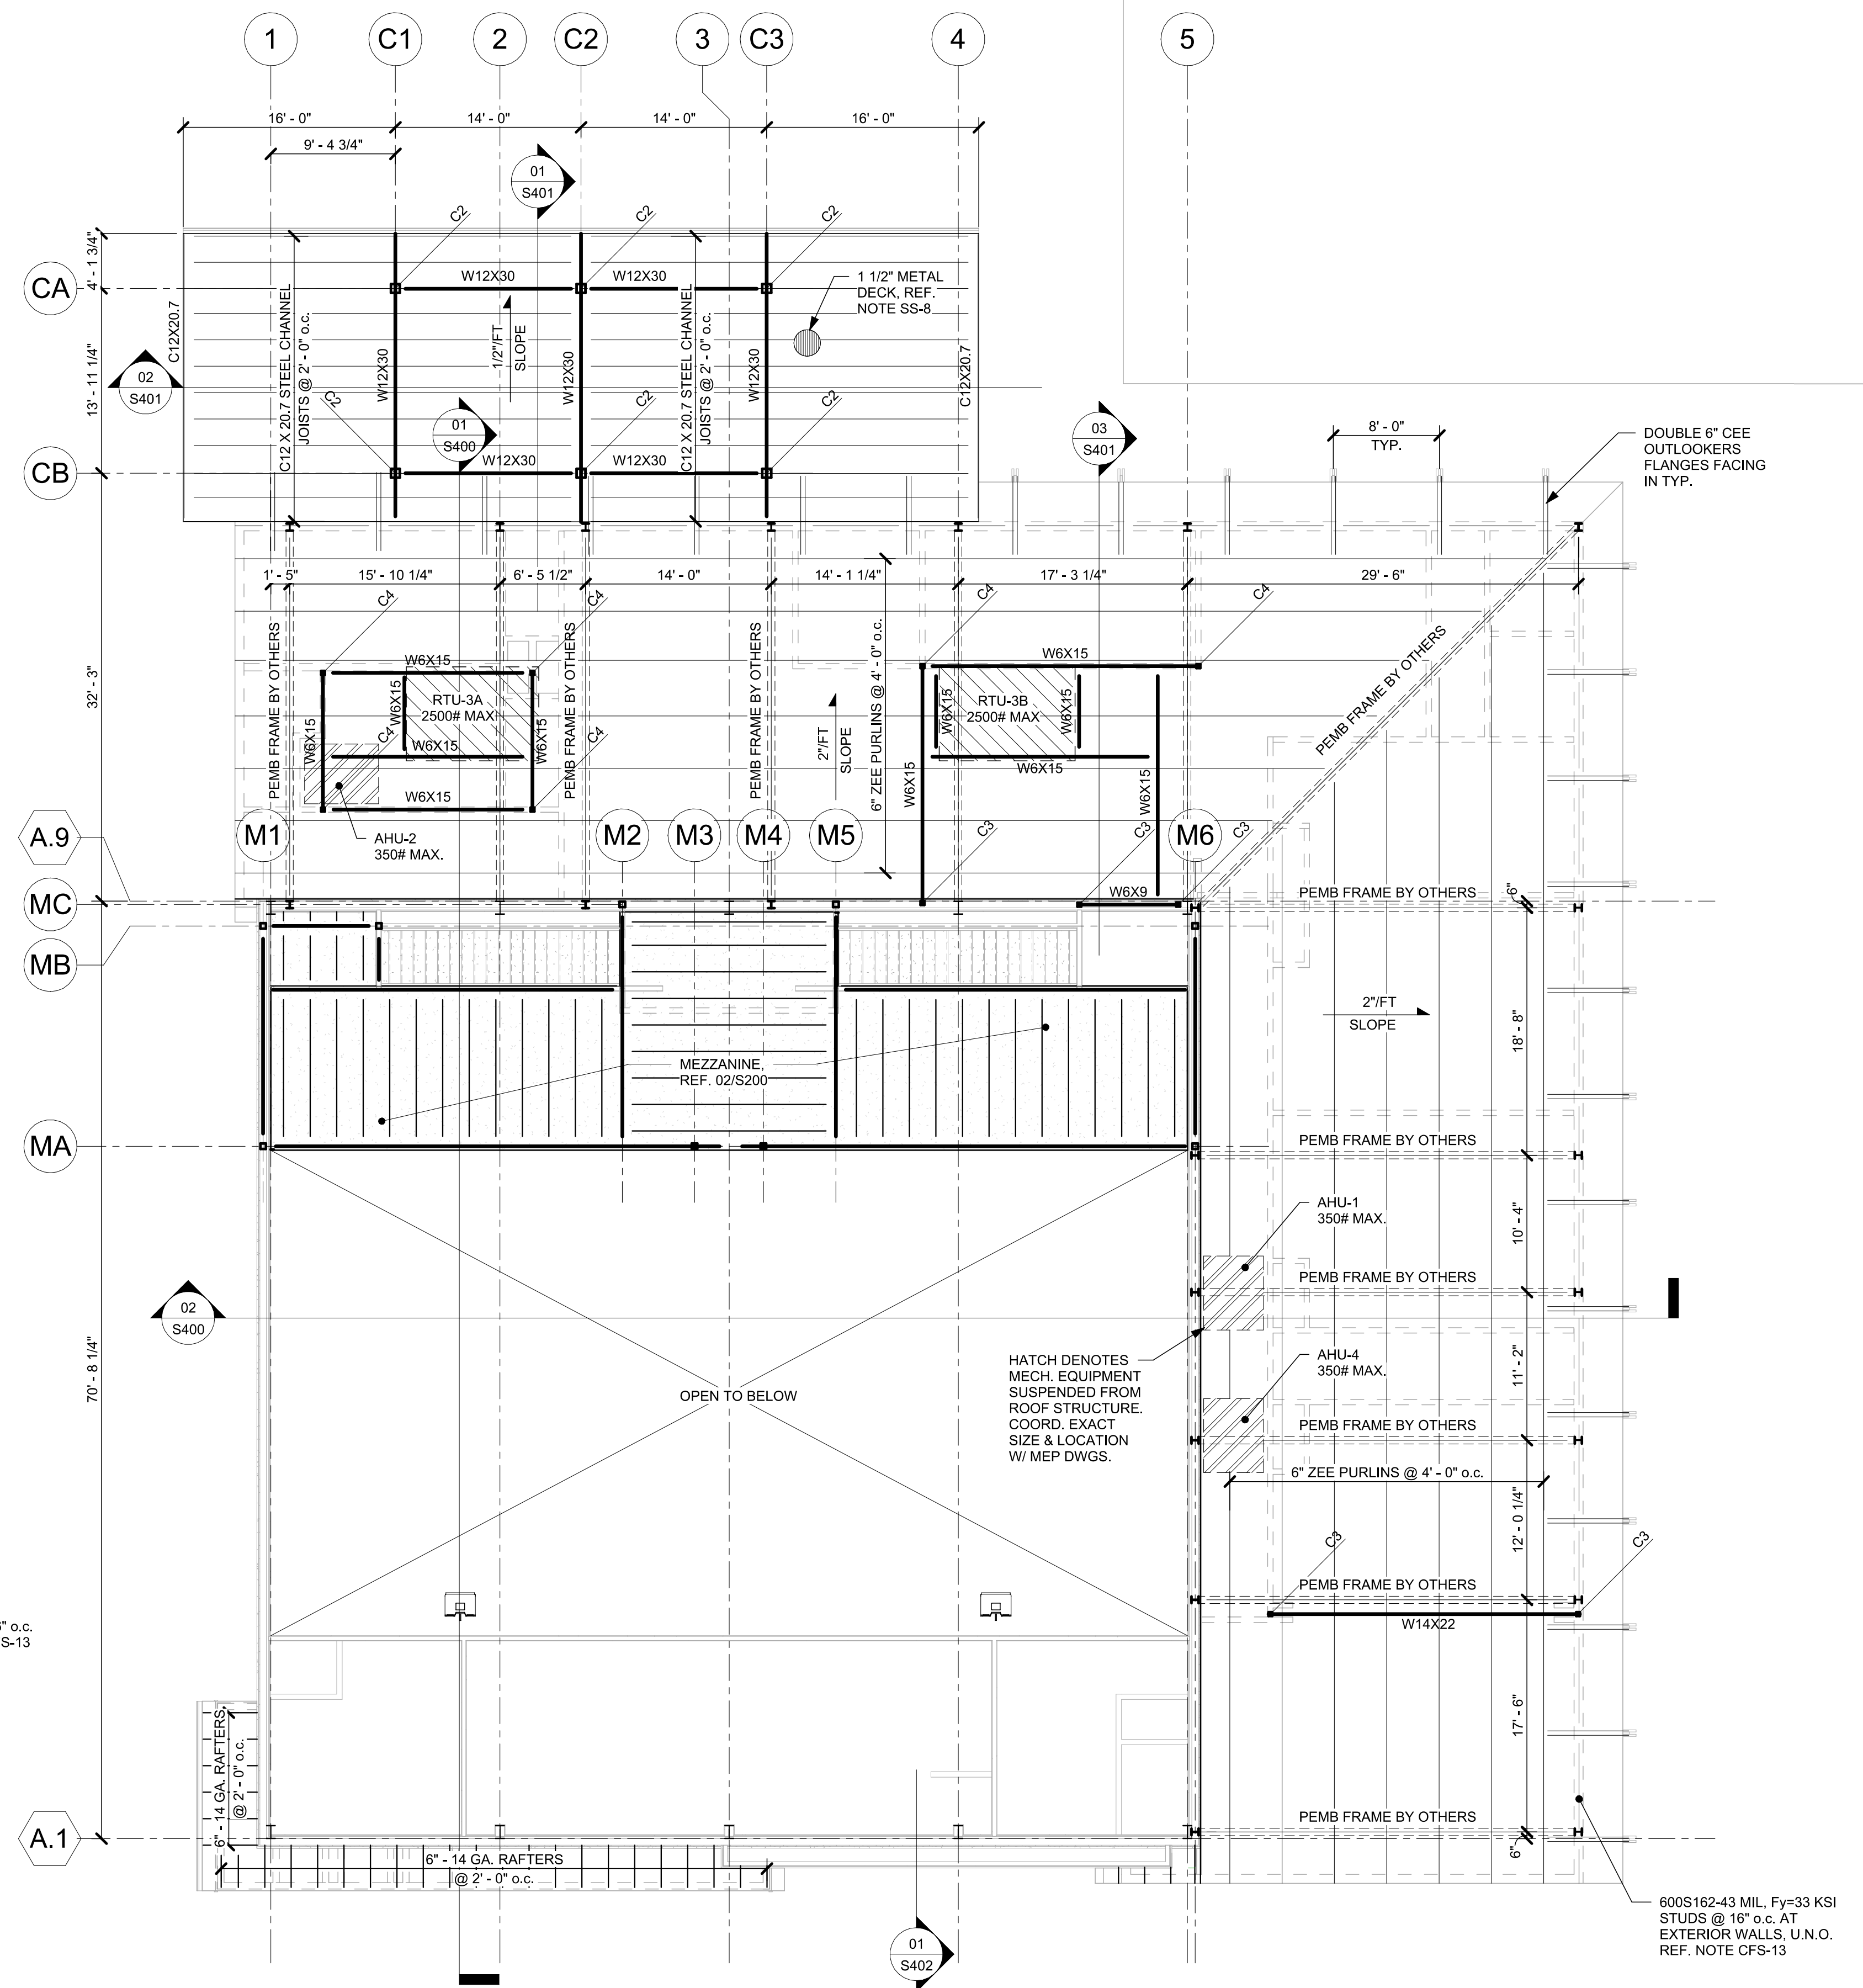 1
C1
2
C2
3
C3
4
5
16' - 0"
14' - 0"
14' - 0"
16' - 0"
9' - 4 3/4"
01
S401
C2
C2
C2
4' - 1 3/4"
CA
W12X30
W12X30
1 1/2" METAL
DECK, REF.
NOTE SS-8
C12X20.7
C12 X 20.7 STEEL CHANNEL
JOISTS @ 2' - 0" o.c.
W12X30
1/2"/FT
SLOPE
W12X30
C12 X 20.7 STEEL CHANNEL
JOISTS @ 2' - 0" o.c.
W12X30
C12X20.7
13' - 11 1/4"
02
S401
C2
C2
C2
01
S400
03
S401
8' - 0"
TYP.
DOUBLE 6" CEE
OUTLOOKERS
FLANGES FACING
IN TYP.
CB
W12X30
W12X30
1' - 5"
15' - 10 1/4"
6' - 5 1/2"
14' - 0"
14' - 1 1/4"
17' - 3 1/4"
29' - 6"
C4
C4
C4
C4
32' - 3"
PEMB FRAME BY OTHERS
PEMB FRAME BY OTHERS
PEMB FRAME BY OTHERS
6" ZEE PURLINS @ 4' - 0" o.c.
PEMB FRAME BY OTHERS
W6X15
W6X15
RTU-3A
2500# MAX
W6X15
W6X15
W6X15
W6X15
C4
C4
W6X15
RTU-3B
2500# MAX
W6X15
W6X15
W6X15
W6X15
W6X15
2"/FT
SLOPE
W6X15
AHU-2
350# MAX.
A.9
M1
M2
M3
M4
M5
M6
C3
C3
C3
MC
W6X9
PEMB FRAME BY OTHERS
6"
MB
2"/FT
SLOPE
18' - 8"
MEZZANINE,
REF. 02/S200
MA
PEMB FRAME BY OTHERS
AHU-1
350# MAX.
10' - 4"
PEMB FRAME BY OTHERS
02
S400
HATCH DENOTES
MECH. EQUIPMENT
SUSPENDED FROM
ROOF STRUCTURE.
COORD. EXACT
SIZE & LOCATION
W/ MEP DWGS.
AHU-4
350# MAX.
11' - 2"
70' - 8 1/4"
OPEN TO BELOW
PEMB FRAME BY OTHERS
6" ZEE PURLINS @ 4' - 0" o.c.
12' - 0 1/4"
C3
C3
PEMB FRAME BY OTHERS
W14X22
" o.c.
S-13
17' - 6"
6" - 14 GA. RAFTERS
@ 2' - 0" o.c.
A.1
PEMB FRAME BY OTHERS
6"
6" - 14 GA. RAFTERS
@ 2' - 0" o.c.
600S162-43 MIL, Fy=33 KSI
STUDS @ 16" o.c. AT
EXTERIOR WALLS, U.N.O.
REF. NOTE CFS-13
01
S402